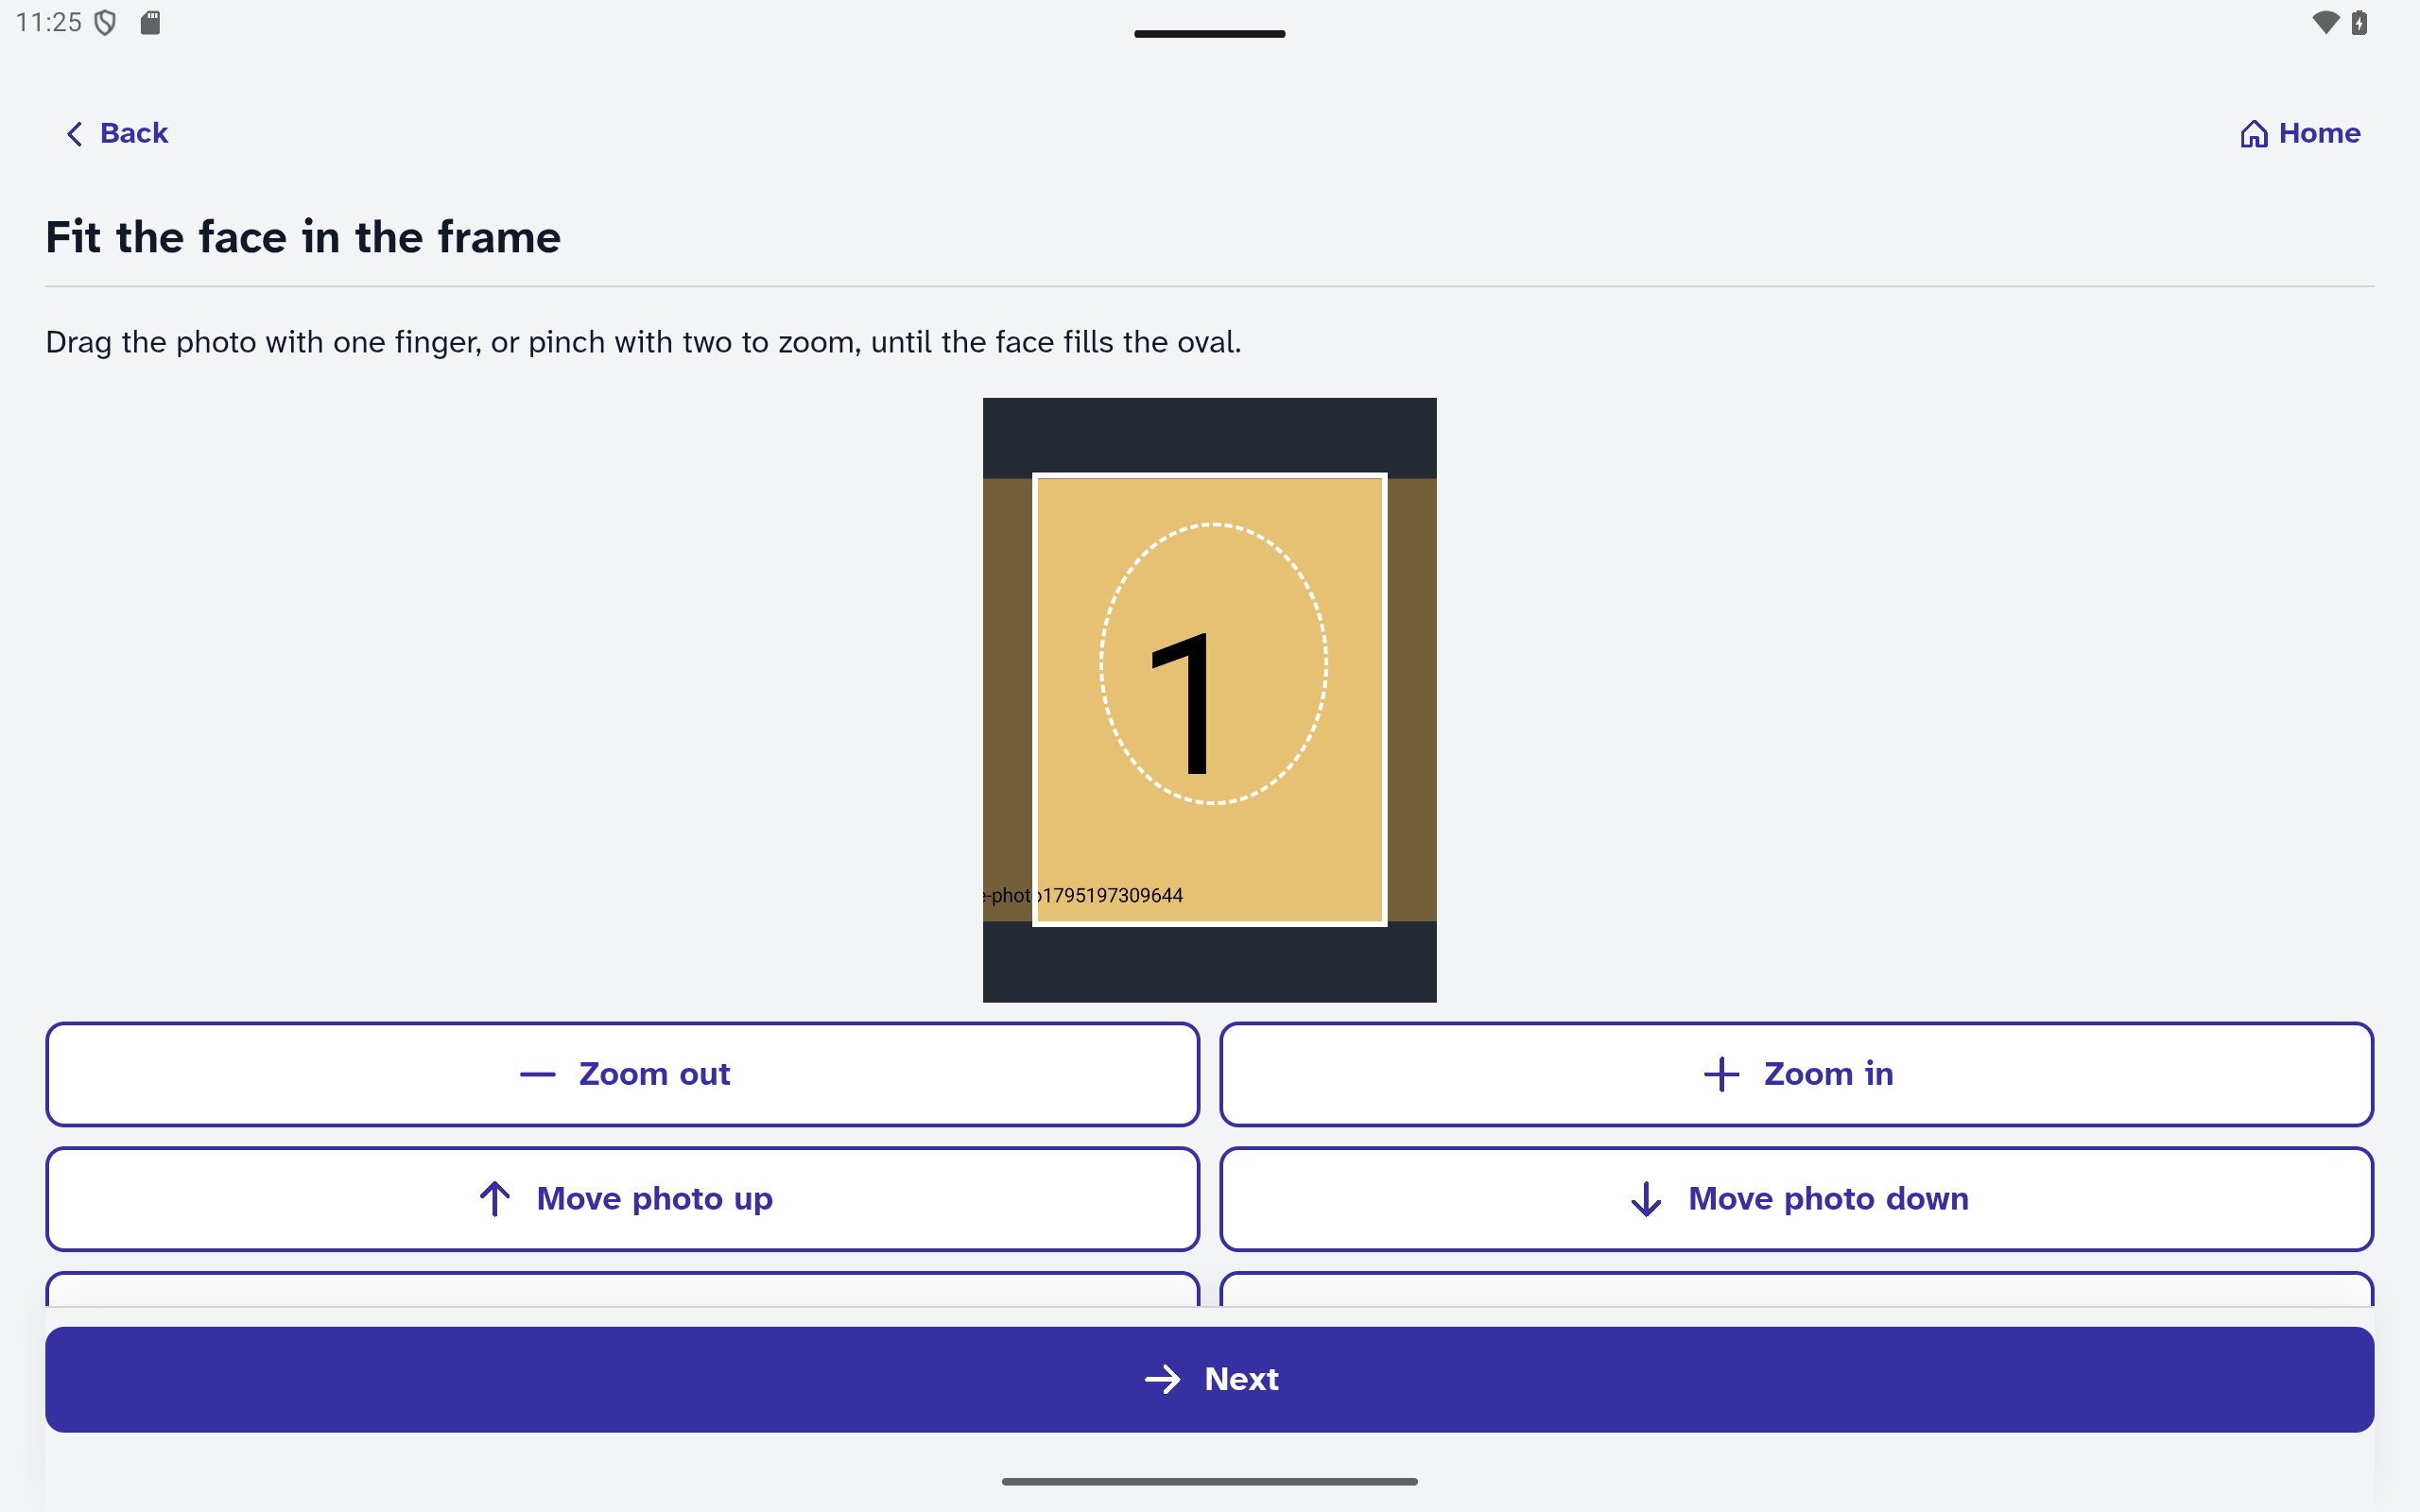 11:25
Back
Home
Fit the face in the frame
Drag the photo with one finger, or pinch with two to zoom, until the face fills the oval.
1
e-photo1795197309644
Zoom out
Zoom in
Move photo up
Move photo down
Next